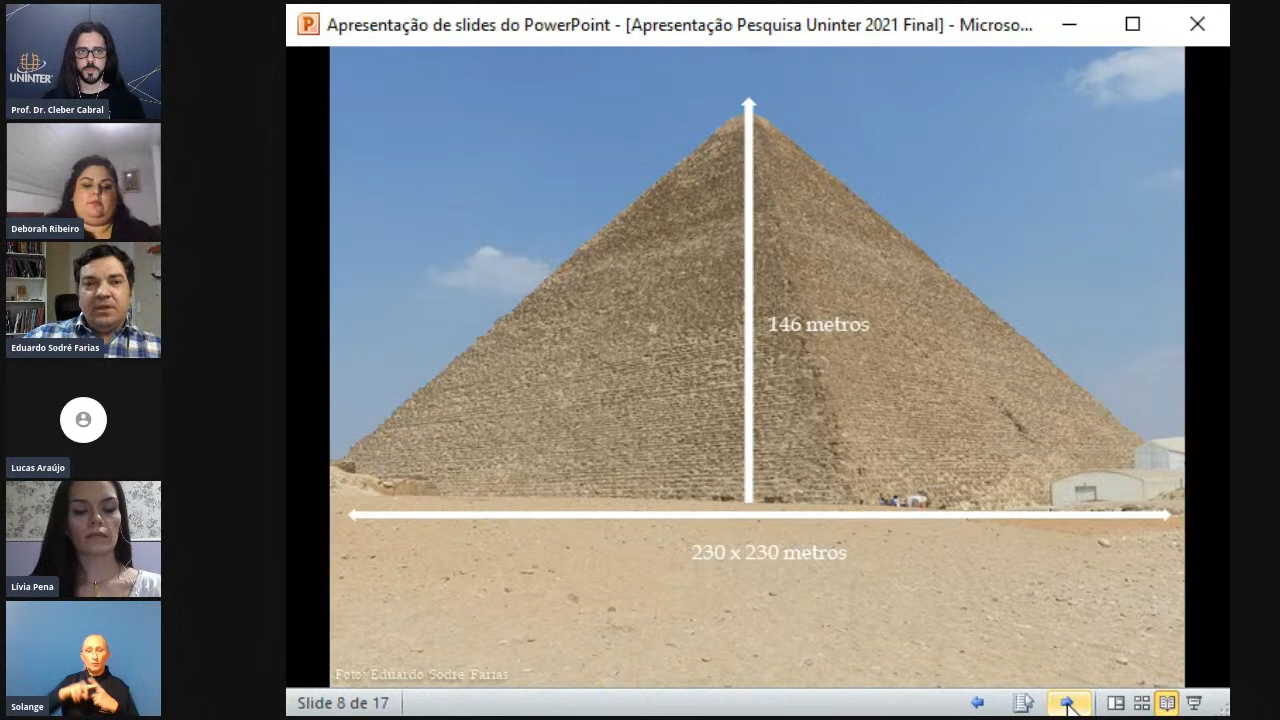 UNINTER
Prof. Dr. Cleber Cabral
Deborah Ribeiro
Eduardo Sodré Farias
Lucas Araújo
Lívia Pena
Solange
Apresentação de slides do PowerPoint - [Apresentação Pesquisa Uninter 2021 Final] - Microso...
146 metros
230 x 230 metros
Foto: Eduardo Sodré Farias
Slide 8 de 17